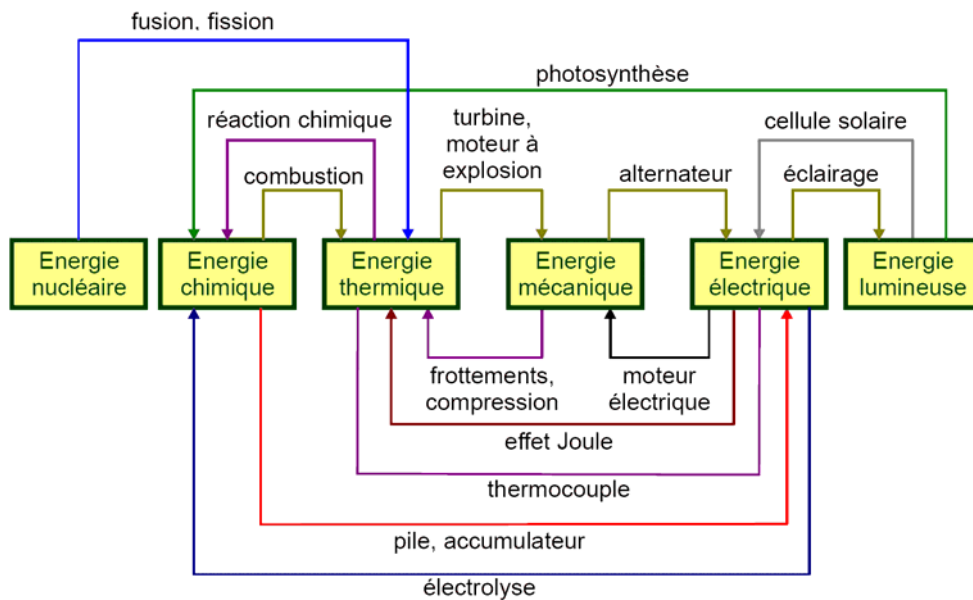 fusion, fission
photosynthèse
réaction chimique
turbine,
moteur à
explosion
cellule solaire
combustion
alternateur
éclairage
Energie
nucléaire
Energie
chimique
Energie
thermique
Energie
mécanique
Energie
électrique
Energie
lumineuse
frottements,
compression
moteur
électrique
effet Joule
thermocouple
pile, accumulateur
électrolyse